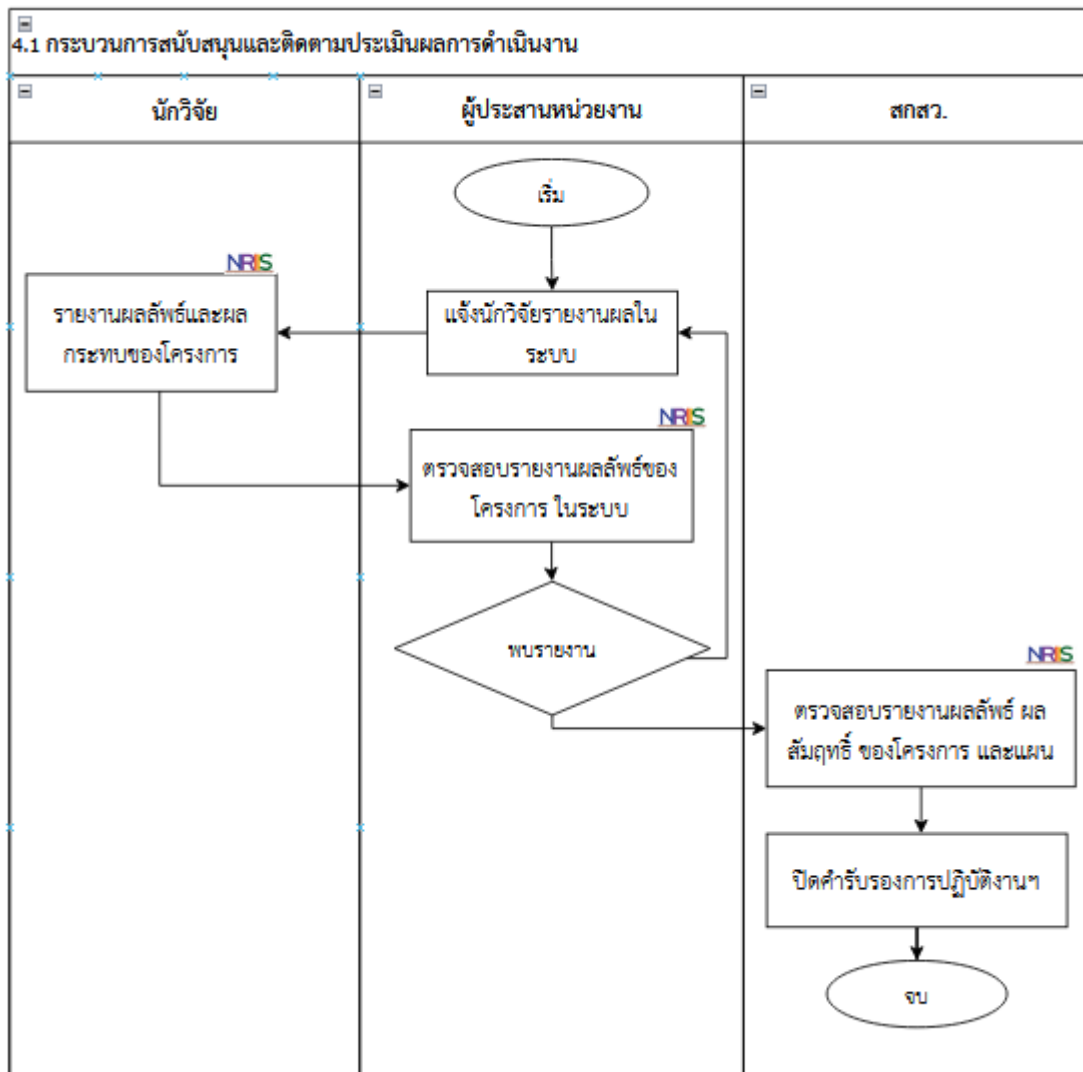 4.1 กระบวนการสนับสนุนและติดตามประเมินผลการดำเนินงาน
นักวิจัย
ผู้ประสานหน่วยงาน
สกสว.
เริ่ม
NRIS
รายงานผลลัพธ์และผล
กระทบของโครงการ
แจ้งนักวิจัยรายงานผลใน
ระบบ
NRIS
ตรวจสอบรายงานผลลัพธ์ของ
โครงการ ในระบบ
พบรายงาน
NRIS
ตรวจสอบรายงานผลลัพธ์ ผล
สัมฤทธิ์ ของโครงการ และแผน
ปิดคำรับรองการปฏิบัติงานฯ
จบ